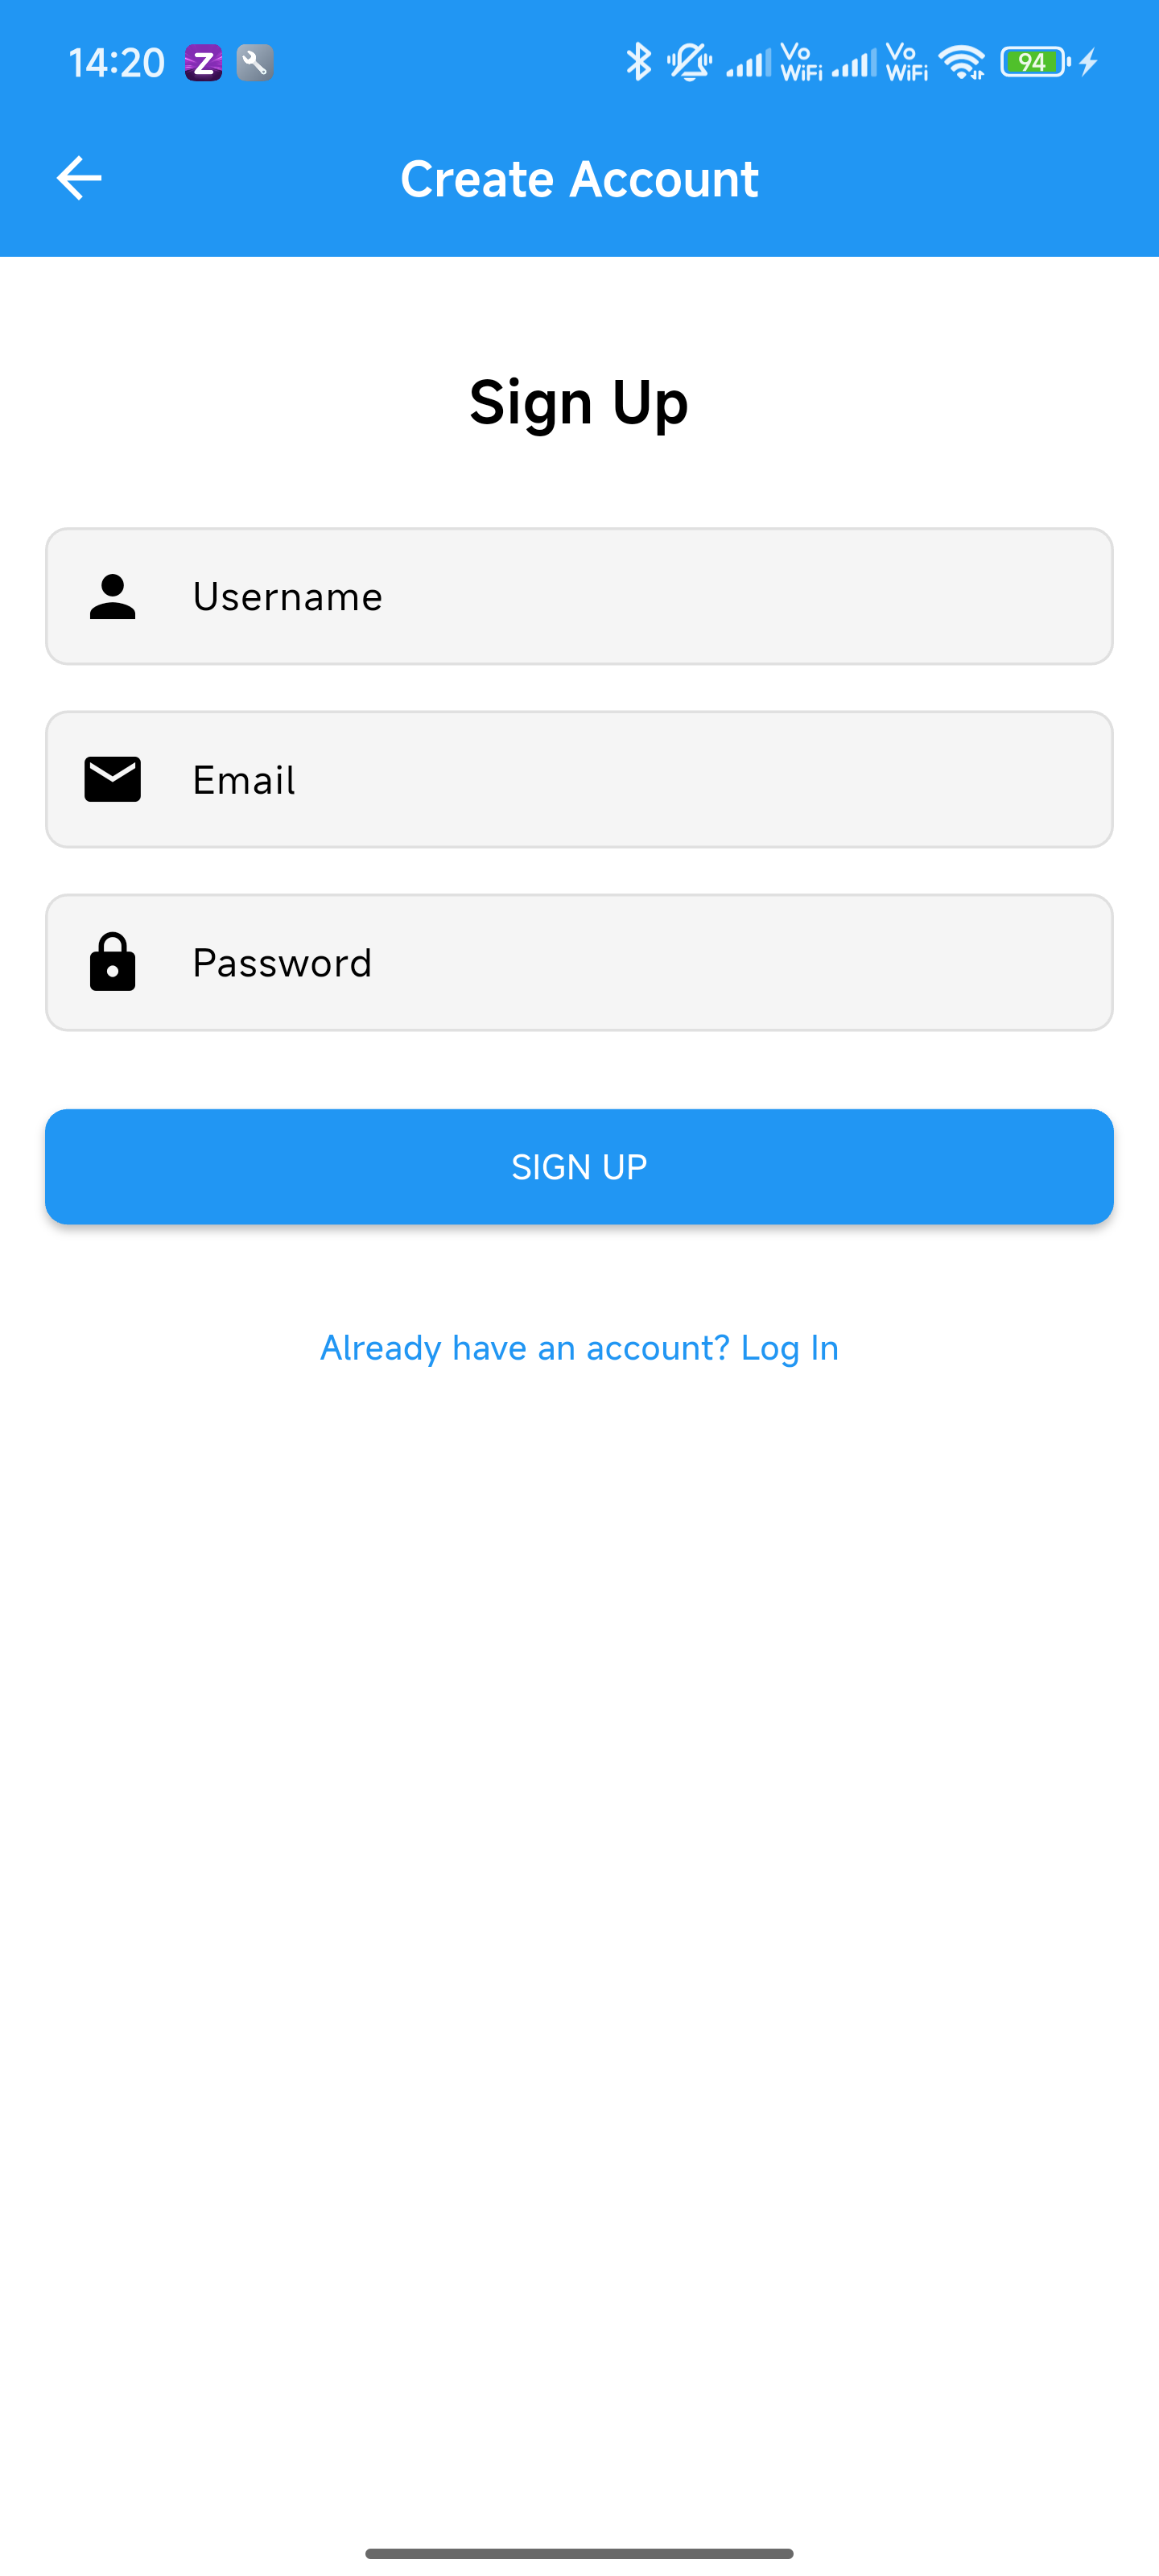 14:20 Z Vo WiFi Vo WiFi 94
Create Account
Sign Up
Username
Email
Password
SIGN UP
Already have an account? Log In